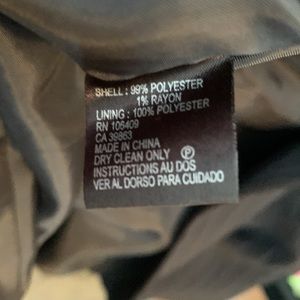 SHELL : 99% POLYESTER
1% RAYON
LINING : 100% POLYESTER
RN 106409
CA 39863
MADE IN CHINA
DRY CLEAN ONLY Ⓟ
INSTRUCTIONS AU DOS
VER AL DORSO PARA CUIDADO